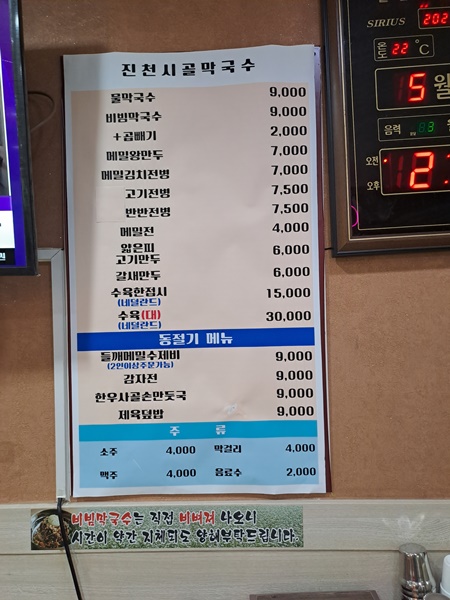 진천시골막국수
물막국수 9,000
비빔막국수 9,000
+곱빼기 2,000
메밀왕만두 7,000
메밀김치전병 7,000
고기전병 7,500
반반전병 7,500
메밀전 4,000
얇은피
고기만두 6,000
갈새만두 6,000
수육한접시 15,000
(네덜란드)
수육(대) 30,000
(네덜란드)
동절기 메뉴
들깨메밀수제비 9,000
(2인이상주문가능)
감자전 9,000
한우사골손만둣국 9,000
제육덮밥 9,000
주 류
소주 4,000 막걸리 4,000
맥주 4,000 음료수 2,000
비빔막국수는 직접 비벼져 나오니
시간이 약간 지체되도 양해부탁드립니다.
SIRIUS 202
온도 22 °C
5 월
음력
오전
오후
2